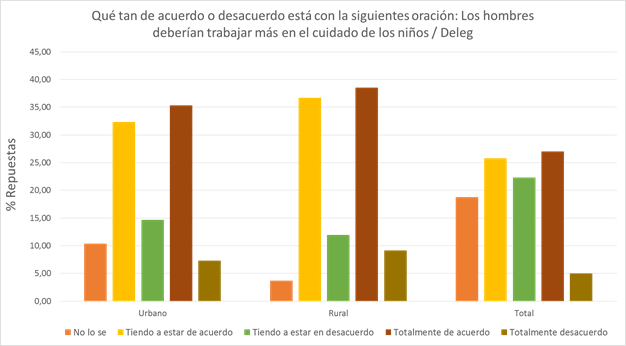 Qué tan de acuerdo o desacuerdo está con la siguientes oración: Los hombres
deberían trabajar más en el cuidado de los niños / Deleg
45,00
40,00
35,00
30,00
25,00
20,00
15,00
10,00
5,00
0,00
% Repuestas
Urbano Rural Total
No lo se Tiendo a estar de acuerdo Tiendo a estar en desacuerdo Totalmente de acuerdo Totalmente desacuerdo